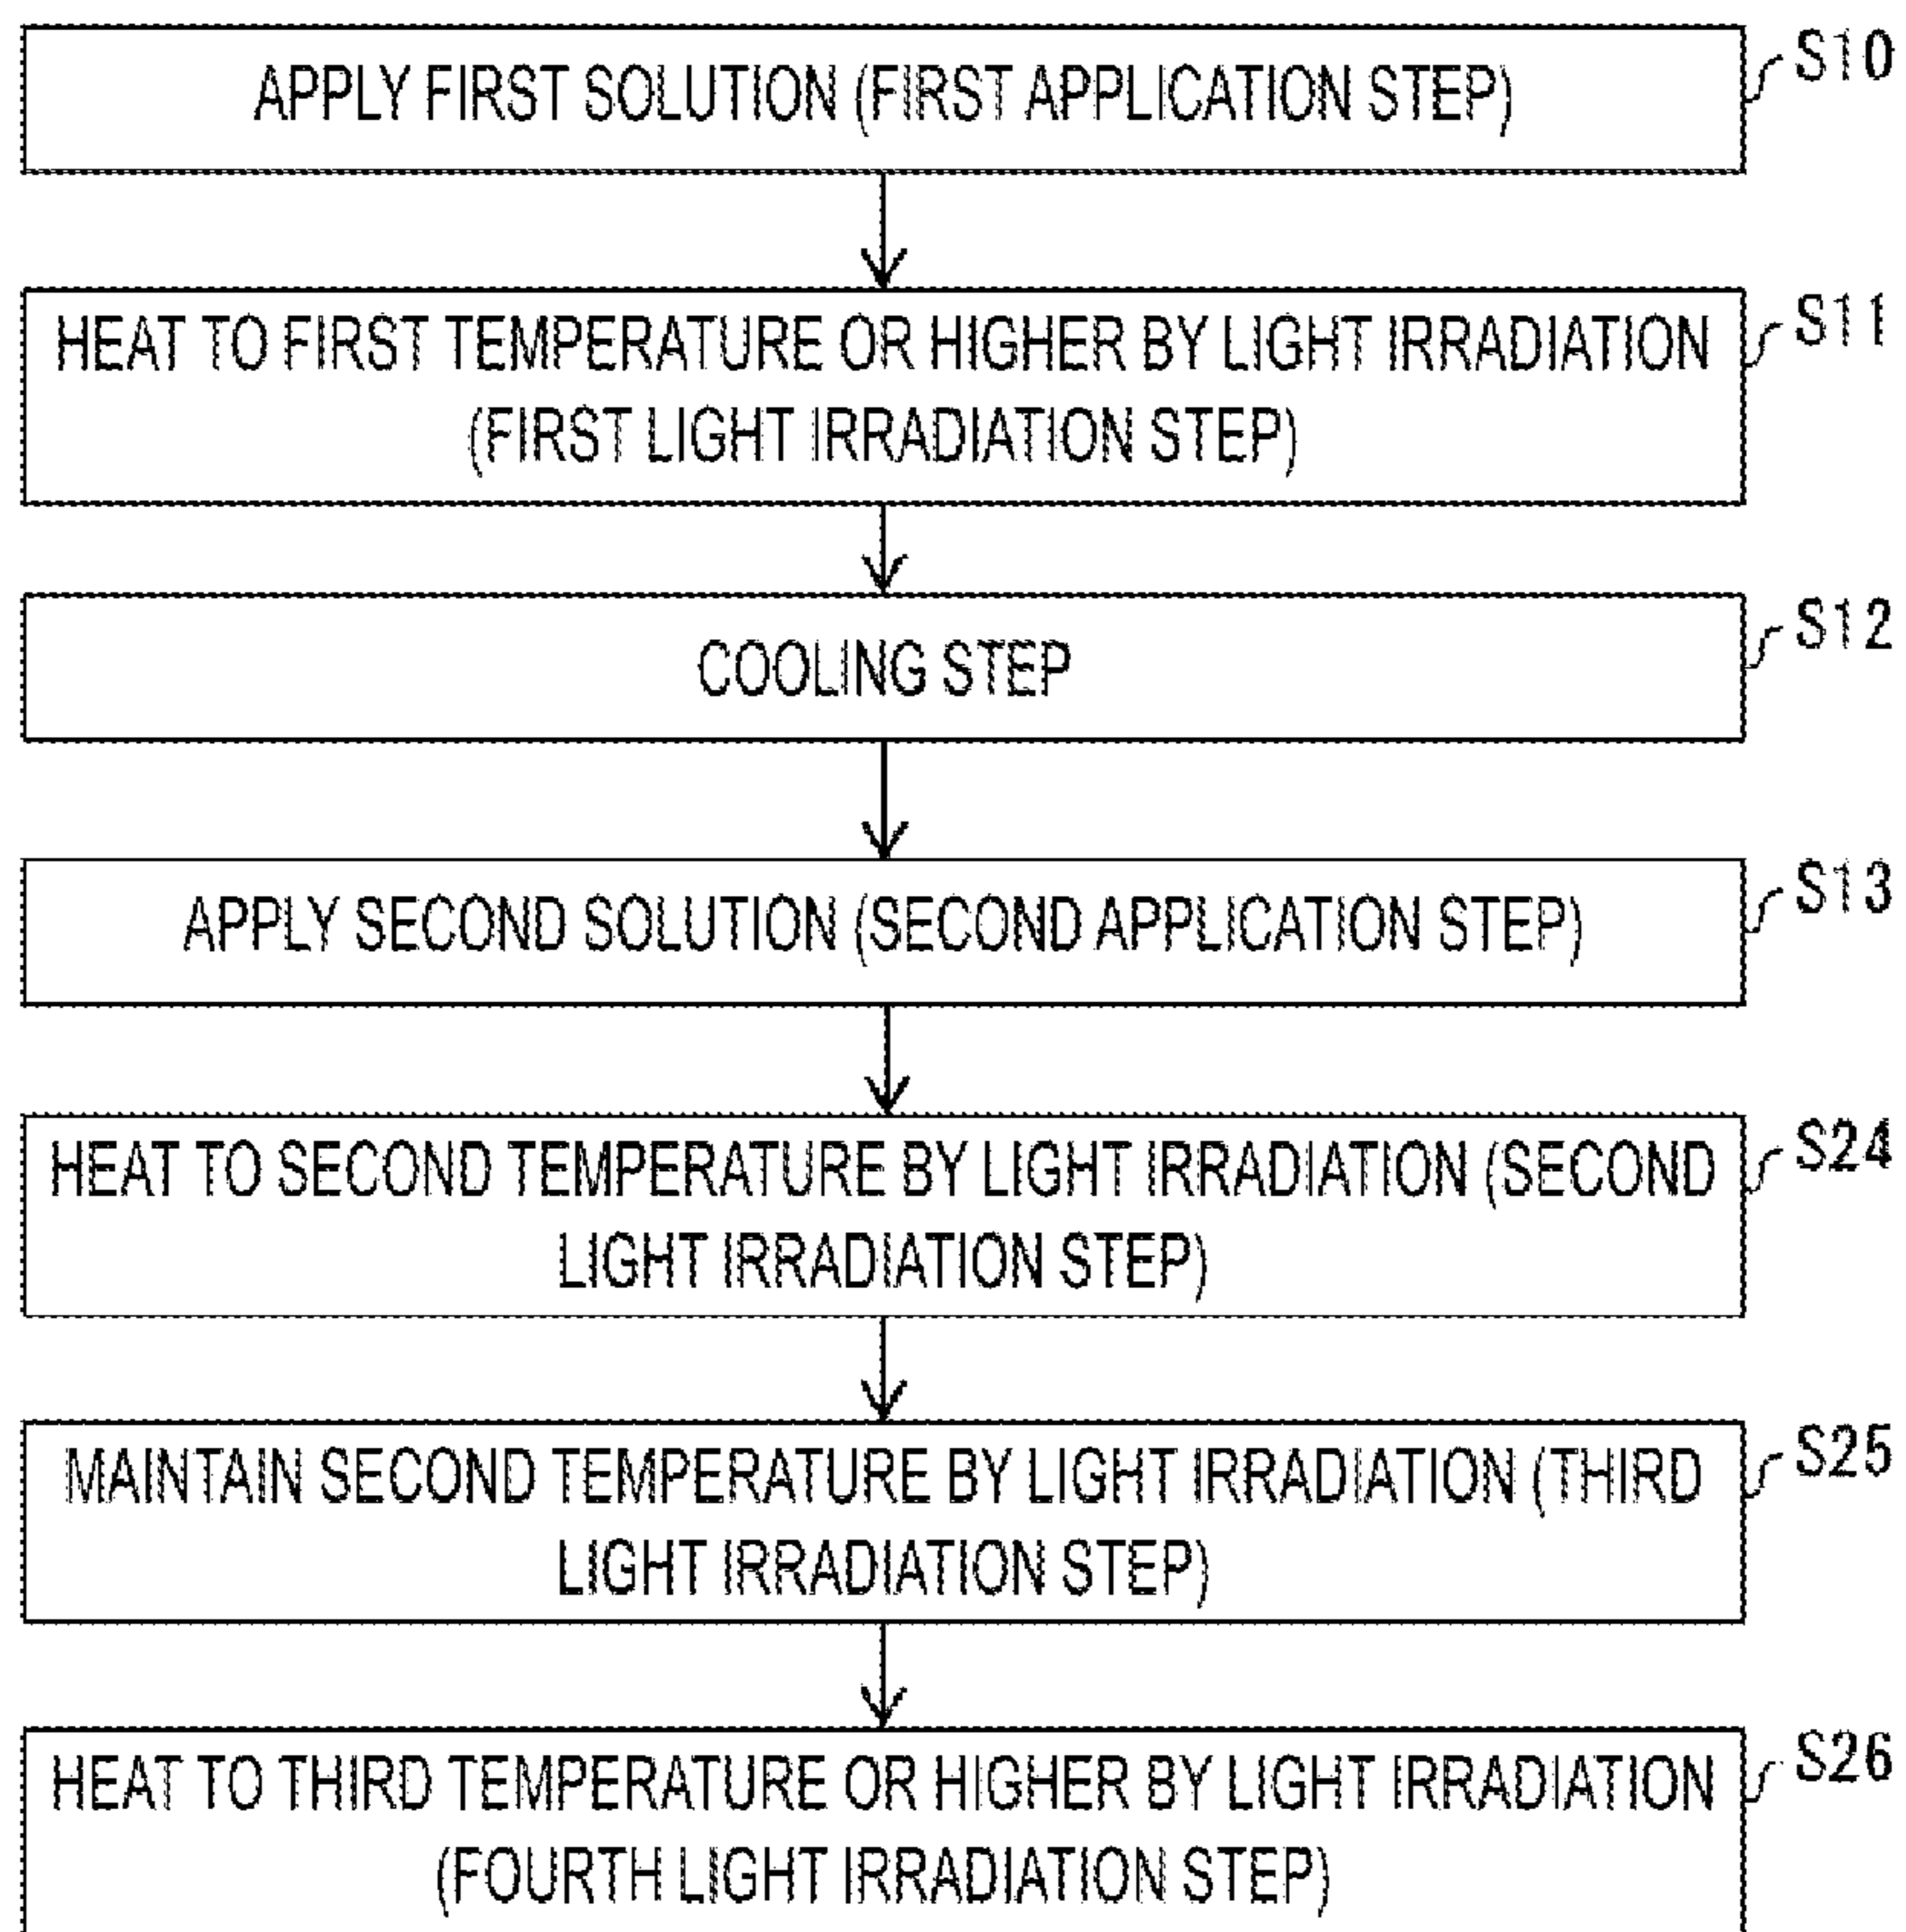 APPLY FIRST SOLUTION (FIRST APPLICATION STEP)
S10
HEAT TO FIRST TEMPERATURE OR HIGHER BY LIGHT IRRADIATION
(FIRST LIGHT IRRADIATION STEP)
S11
COOLING STEP
S12
APPLY SECOND SOLUTION (SECOND APPLICATION STEP)
S13
HEAT TO SECOND TEMPERATURE BY LIGHT IRRADIATION (SECOND
LIGHT IRRADIATION STEP)
S24
MAINTAIN SECOND TEMPERATURE BY LIGHT IRRADIATION (THIRD
LIGHT IRRADIATION STEP)
S25
HEAT TO THIRD TEMPERATURE OR HIGHER BY LIGHT IRRADIATION
(FOURTH LIGHT IRRADIATION STEP)
S26